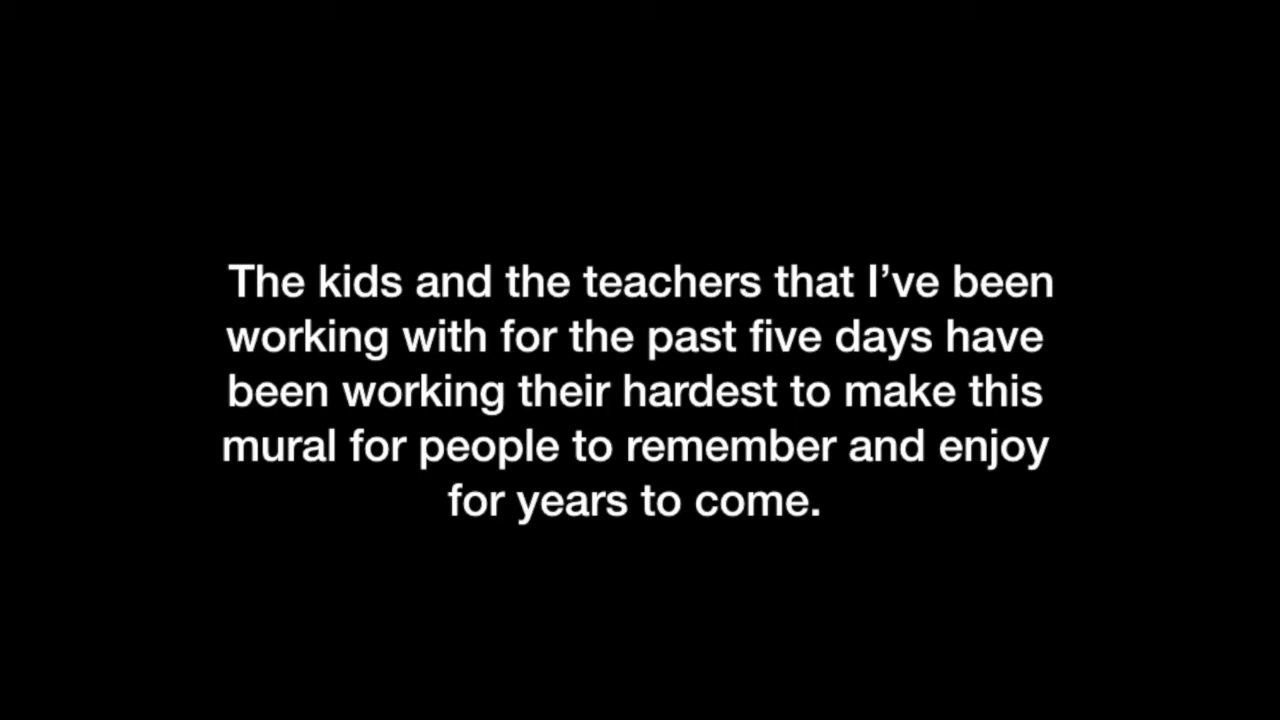 The kids and the teachers that I’ve been
working with for the past five days have
been working their hardest to make this
mural for people to remember and enjoy
for years to come.